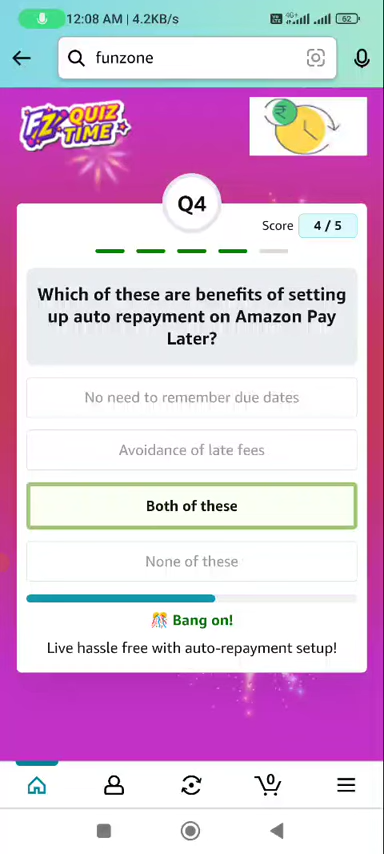 12:08 AM | 4.2KB/s
4G+
62
funzone
FZ QUIZ
TIME
₹
Q4
Score 4 / 5
Which of these are benefits of setting
up auto repayment on Amazon Pay
Later?
No need to remember due dates
Avoidance of late fees
Both of these
None of these
Bang on!
Live hassle free with auto-repayment setup!
0